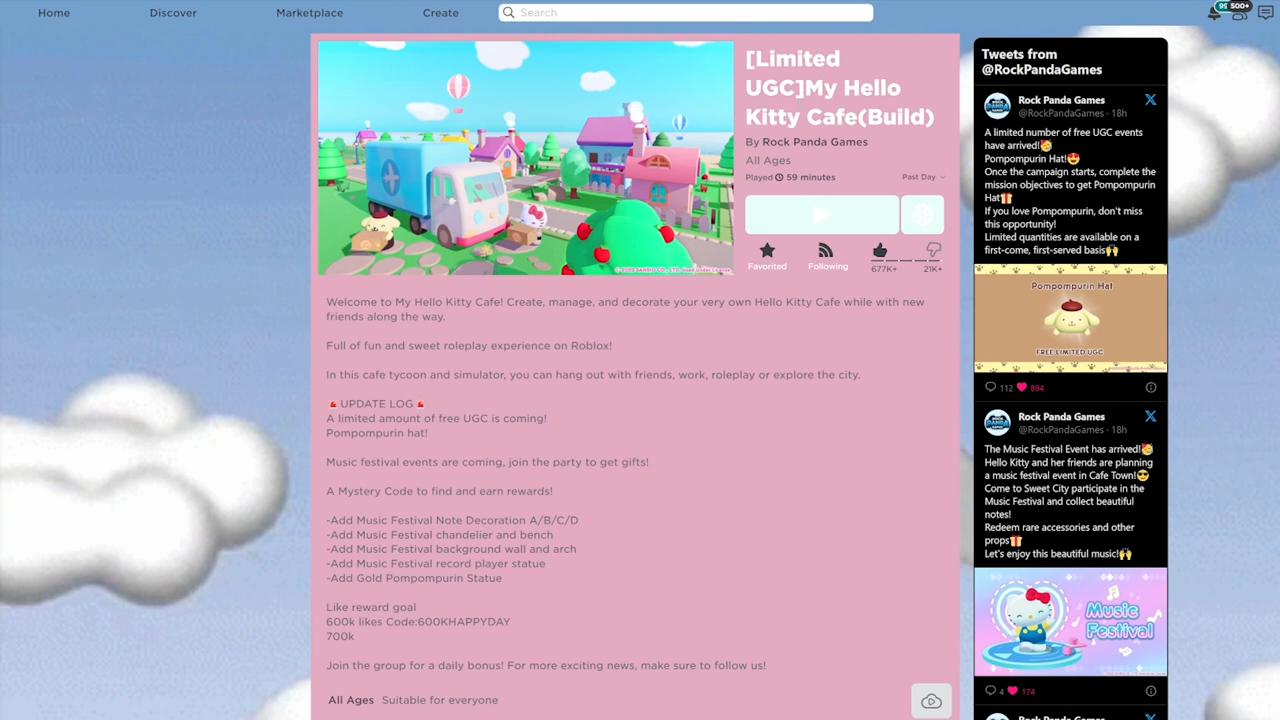 Home
Discover
Marketplace
Create
Search
500+
[Limited
UGC]My Hello
Kitty Cafe(Build)
By Rock Panda Games
All Ages
Played 59 minutes
Past Day
Favorited
Following
677K+
21K+
Welcome to My Hello Kitty Cafe! Create, manage, and decorate your very own Hello Kitty Cafe while with new
friends along the way.
Full of fun and sweet roleplay experience on Roblox!
In this cafe tycoon and simulator, you can hang out with friends, work, roleplay or explore the city.
🚨UPDATE LOG🚨
A limited amount of free UGC is coming!
Pompompurin hat!
Music festival events are coming, join the party to get gifts!
A Mystery Code to find and earn rewards!
-Add Music Festival Note Decoration A/B/C/D
-Add Music Festival chandelier and bench
-Add Music Festival background wall and arch
-Add Music Festival record player statue
-Add Gold Pompompurin Statue
Like reward goal
600k likes Code:600KHAPPYDAY
700k
Join the group for a daily bonus! For more exciting news, make sure to follow us!
All Ages Suitable for everyone
Tweets from
@RockPandaGames
Rock Panda Games
@RockPandaGames · 18h
A limited number of free UGC events
have arrived!🥳
Pompompurin Hat!😍
Once the campaign starts, complete the
mission objectives to get Pompompurin
Hat🎁
If you love Pompompurin, don't miss
this opportunity!
Limited quantities are available on a
first-come, first-served basis🙌
Pompompurin Hat
FREE LIMITED UGC
112 894
Rock Panda Games
@RockPandaGames · 18h
The Music Festival Event has arrived!🥳
Hello Kitty and her friends are planning
a music festival event in Cafe Town!😎
Come to Sweet City participate in the
Music Festival and collect beautiful
notes!
Redeem rare accessories and other
props🎁
Let's enjoy this beautiful music!🙌
Music
Festival
4 174
Rock Panda Games